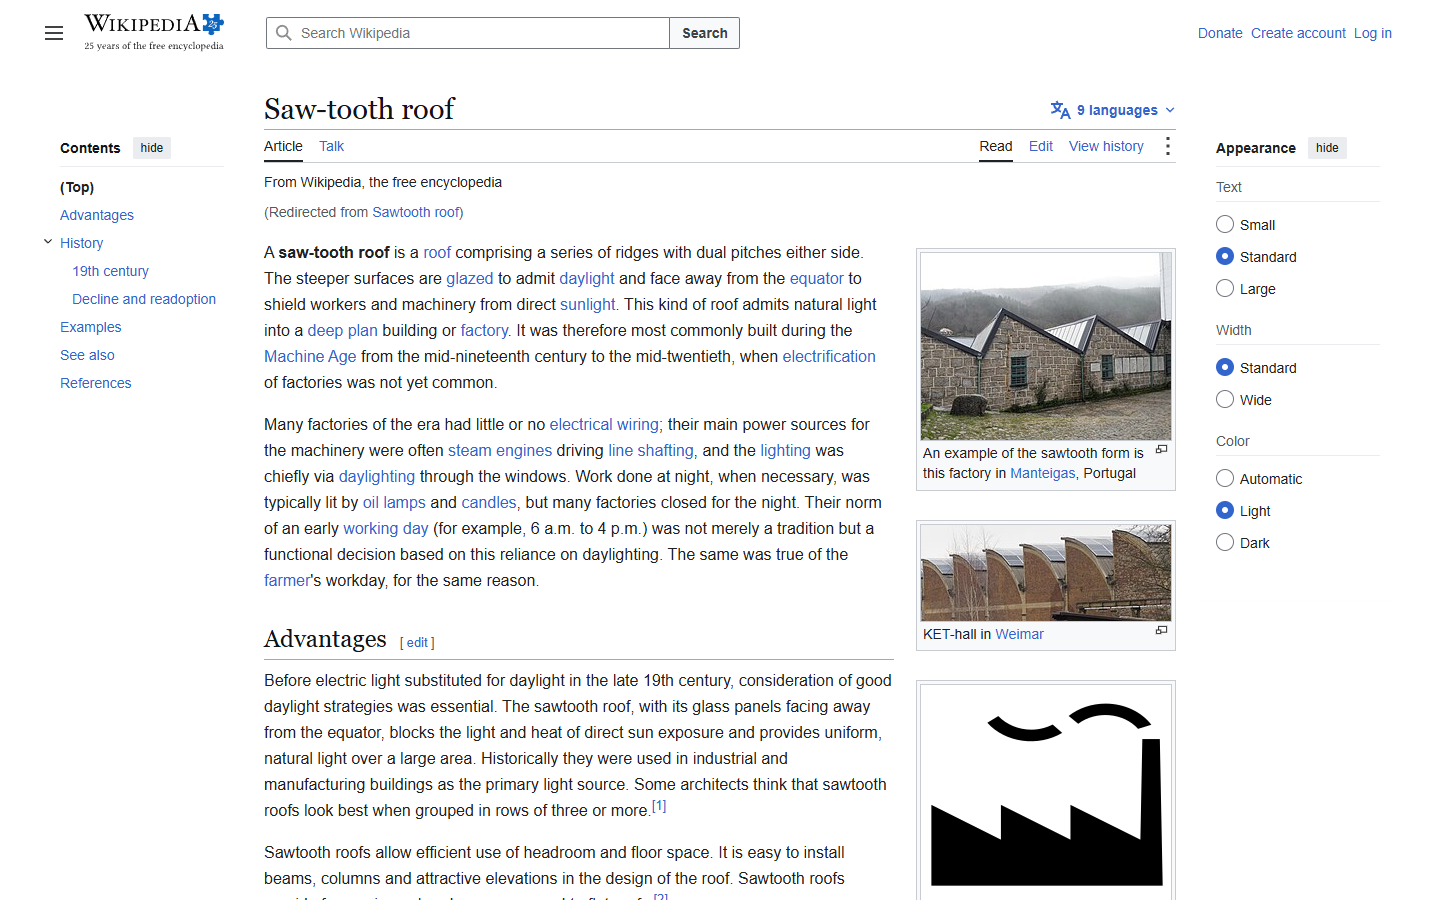 WIKIPEDIA 25
25 years of the free encyclopedia
Search Wikipedia
Search
Donate
Create account
Log in
Contents
hide
(Top)
Advantages
History
19th century
Decline and readoption
Examples
See also
References
Saw-tooth roof
9 languages
Article
Talk
Read
Edit
View history
From Wikipedia, the free encyclopedia
(Redirected from Sawtooth roof)
A saw-tooth roof is a roof comprising a series of ridges with dual pitches either side.
The steeper surfaces are glazed to admit daylight and face away from the equator to
shield workers and machinery from direct sunlight. This kind of roof admits natural light
into a deep plan building or factory. It was therefore most commonly built during the
Machine Age from the mid-nineteenth century to the mid-twentieth, when electrification
of factories was not yet common.
Many factories of the era had little or no electrical wiring; their main power sources for
the machinery were often steam engines driving line shafting, and the lighting was
chiefly via daylighting through the windows. Work done at night, when necessary, was
typically lit by oil lamps and candles, but many factories closed for the night. Their norm
of an early working day (for example, 6 a.m. to 4 p.m.) was not merely a tradition but a
functional decision based on this reliance on daylighting. The same was true of the
farmer's workday, for the same reason.
Advantages [ edit ]
Before electric light substituted for daylight in the late 19th century, consideration of good
daylight strategies was essential. The sawtooth roof, with its glass panels facing away
from the equator, blocks the light and heat of direct sun exposure and provides uniform,
natural light over a large area. Historically they were used in industrial and
manufacturing buildings as the primary light source. Some architects think that sawtooth
roofs look best when grouped in rows of three or more.[1]
Sawtooth roofs allow efficient use of headroom and floor space. It is easy to install
beams, columns and attractive elevations in the design of the roof. Sawtooth roofs
An example of the sawtooth form is
this factory in Manteigas, Portugal
KET-hall in Weimar
Appearance
hide
Text
Small
Standard
Large
Width
Standard
Wide
Color
Automatic
Light
Dark